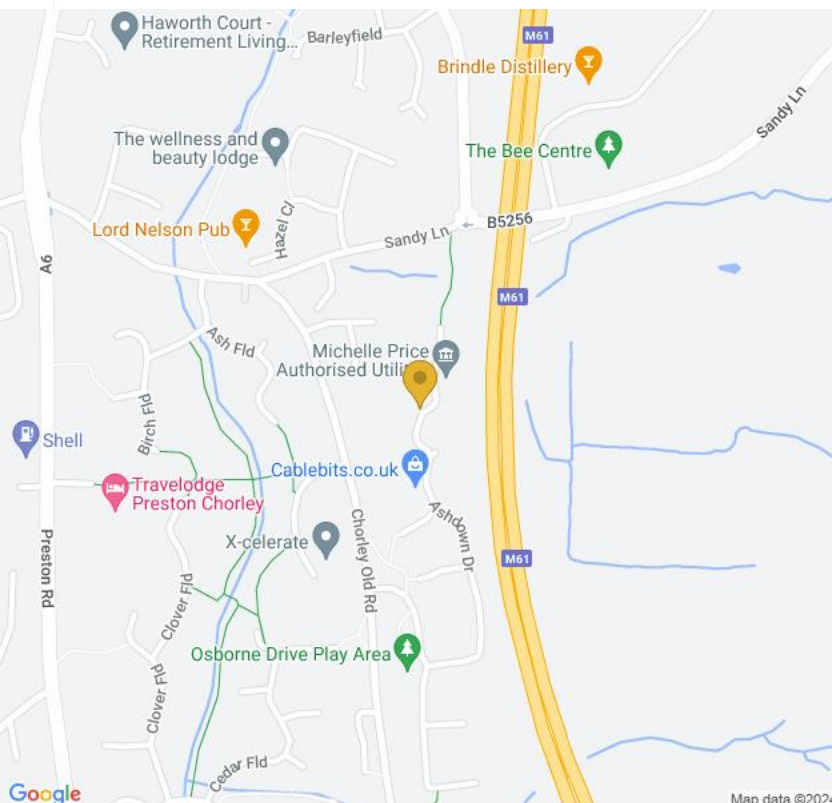 Haworth Court -
Retirement Living...
Barleyfield
M61
Brindle Distillery
Sandy Ln
The wellness and
beauty lodge
The Bee Centre
Hazel Cl
Lord Nelson Pub
B5256
Sandy Ln
A6
M61
Ash Fld
Michelle Price
Authorised Utili
Birch Fld
Shell
Cablebits.co.uk
Travelodge
Preston Chorley
Ashdown Dr
X-celerate
Chorley Old Rd
M61
Preston Rd
Clover Fld
Osborne Drive Play Area
Clover Fld
Cedar Fld
Google
Map data ©2024